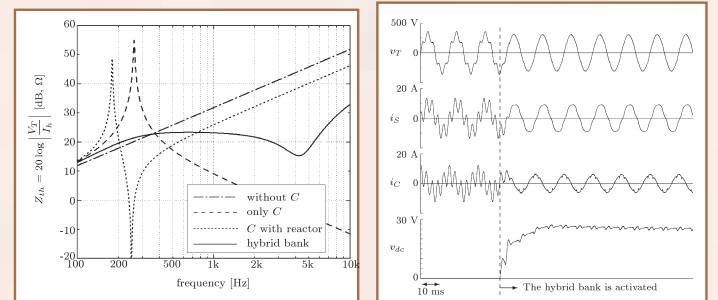 60
50
40
30
20
10
0
-10
-20
Z_th = 20 log |V_T / I_h| [dB, Ω]
without C
only C
C with reactor
hybrid bank
100 200 500 1k 2k 5k 10k
frequency [Hz]
500 V
v_T 0
20 A
i_S 0
20 A
i_C 0
30 V
v_dc
0
10 ms
The hybrid bank is activated